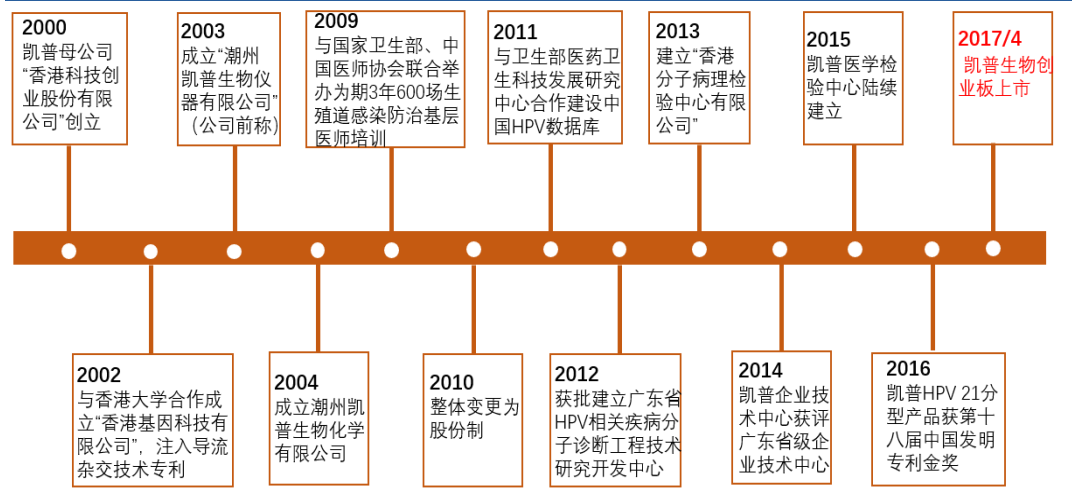 2000
凯普母公司
“香港科技创
业股份有限
公司”创立
2002
与香港大学合作成
立“香港基因科技有
限公司”，注入导流
杂交技术专利
2003
成立“潮州
凯普生物仪
器有限公司”
（公司前称）
2004
成立潮州凯
普生物化学
有限公司
2009
与国家卫生部、中
国医师协会联合举
办为期3年600场生
殖道感染防治基层
医师培训
2010
整体变更为
股份制
2011
与卫生部医药卫
生科技发展研究
中心合作建设中
国HPV数据库
2012
获批建立广东省
HPV相关疾病分
子诊断工程技术
研究开发中心
2013
建立“香港
分子病理检
验中心有限
公司”
2014
凯普企业技
术中心获评
广东省级企
业技术中心
2015
凯普医学检
验中心陆续
建立
2016
凯普HPV 21分
型产品获第十
八届中国发明
专利金奖
2017/4
凯普生物创
业板上市